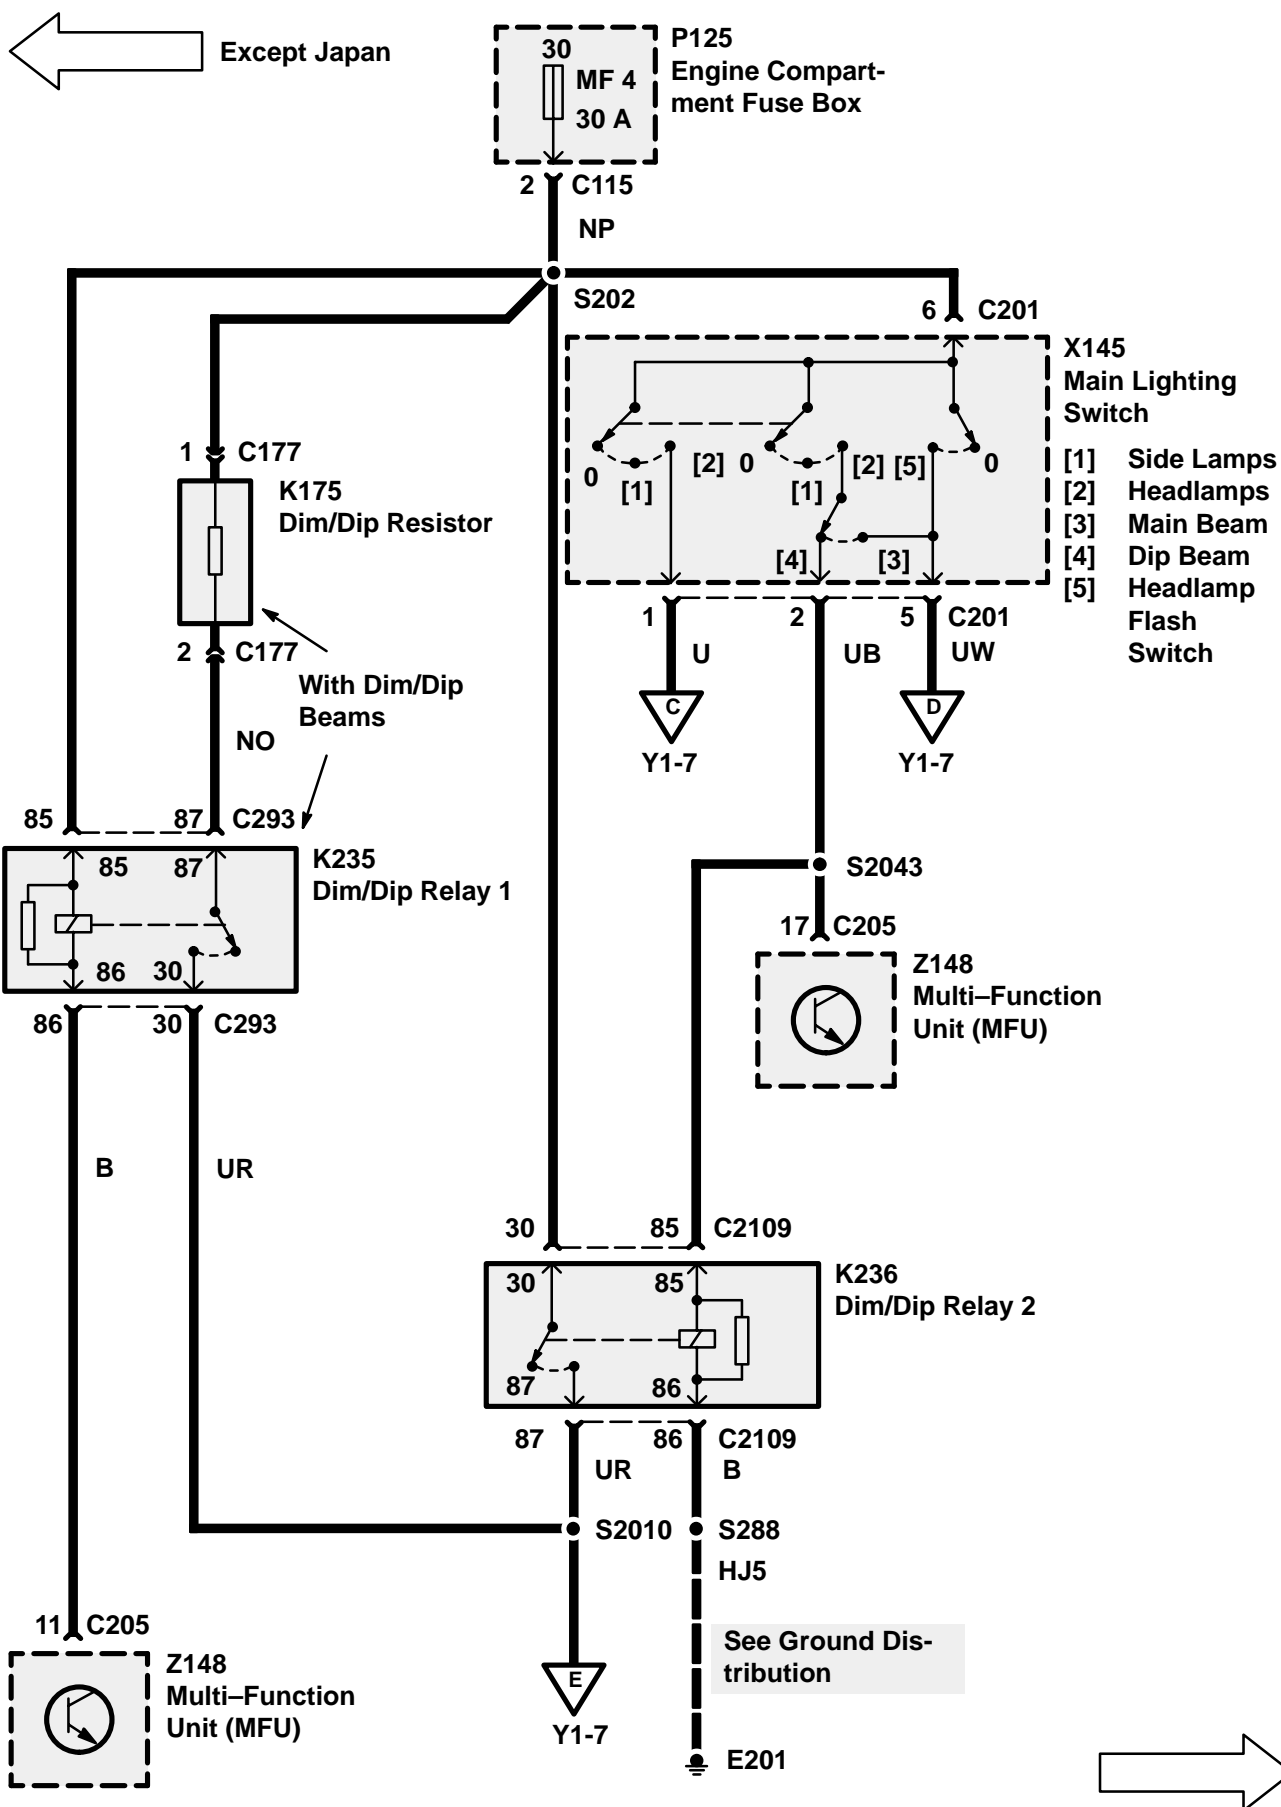 Except Japan
30
MF 4
30 A
P125
Engine Compart-
ment Fuse Box
2 C115
NP
S202
6 C201
X145
Main Lighting
Switch
[1] Side Lamps
[2] Headlamps
[3] Main Beam
[4] Dip Beam
[5] Headlamp
Flash
Switch
0 [1] [2] 0 [1] [2] [5] 0
[4] [3]
1 2 5 C201
U UB UW
C D
Y1-7 Y1-7
1 C177
K175
Dim/Dip Resistor
2 C177
With Dim/Dip
Beams
NO
85 87 C293
85 87
K235
Dim/Dip Relay 1
86 30
86 30 C293
S2043
17 C205
Z148
Multi–Function
Unit (MFU)
B UR
30 85 C2109
30 85
K236
Dim/Dip Relay 2
87 86
87 86 C2109
UR B
S2010 S288
HJ5
See Ground Dis-
tribution
11 C205
Z148
Multi–Function
Unit (MFU)
E
Y1-7
E201